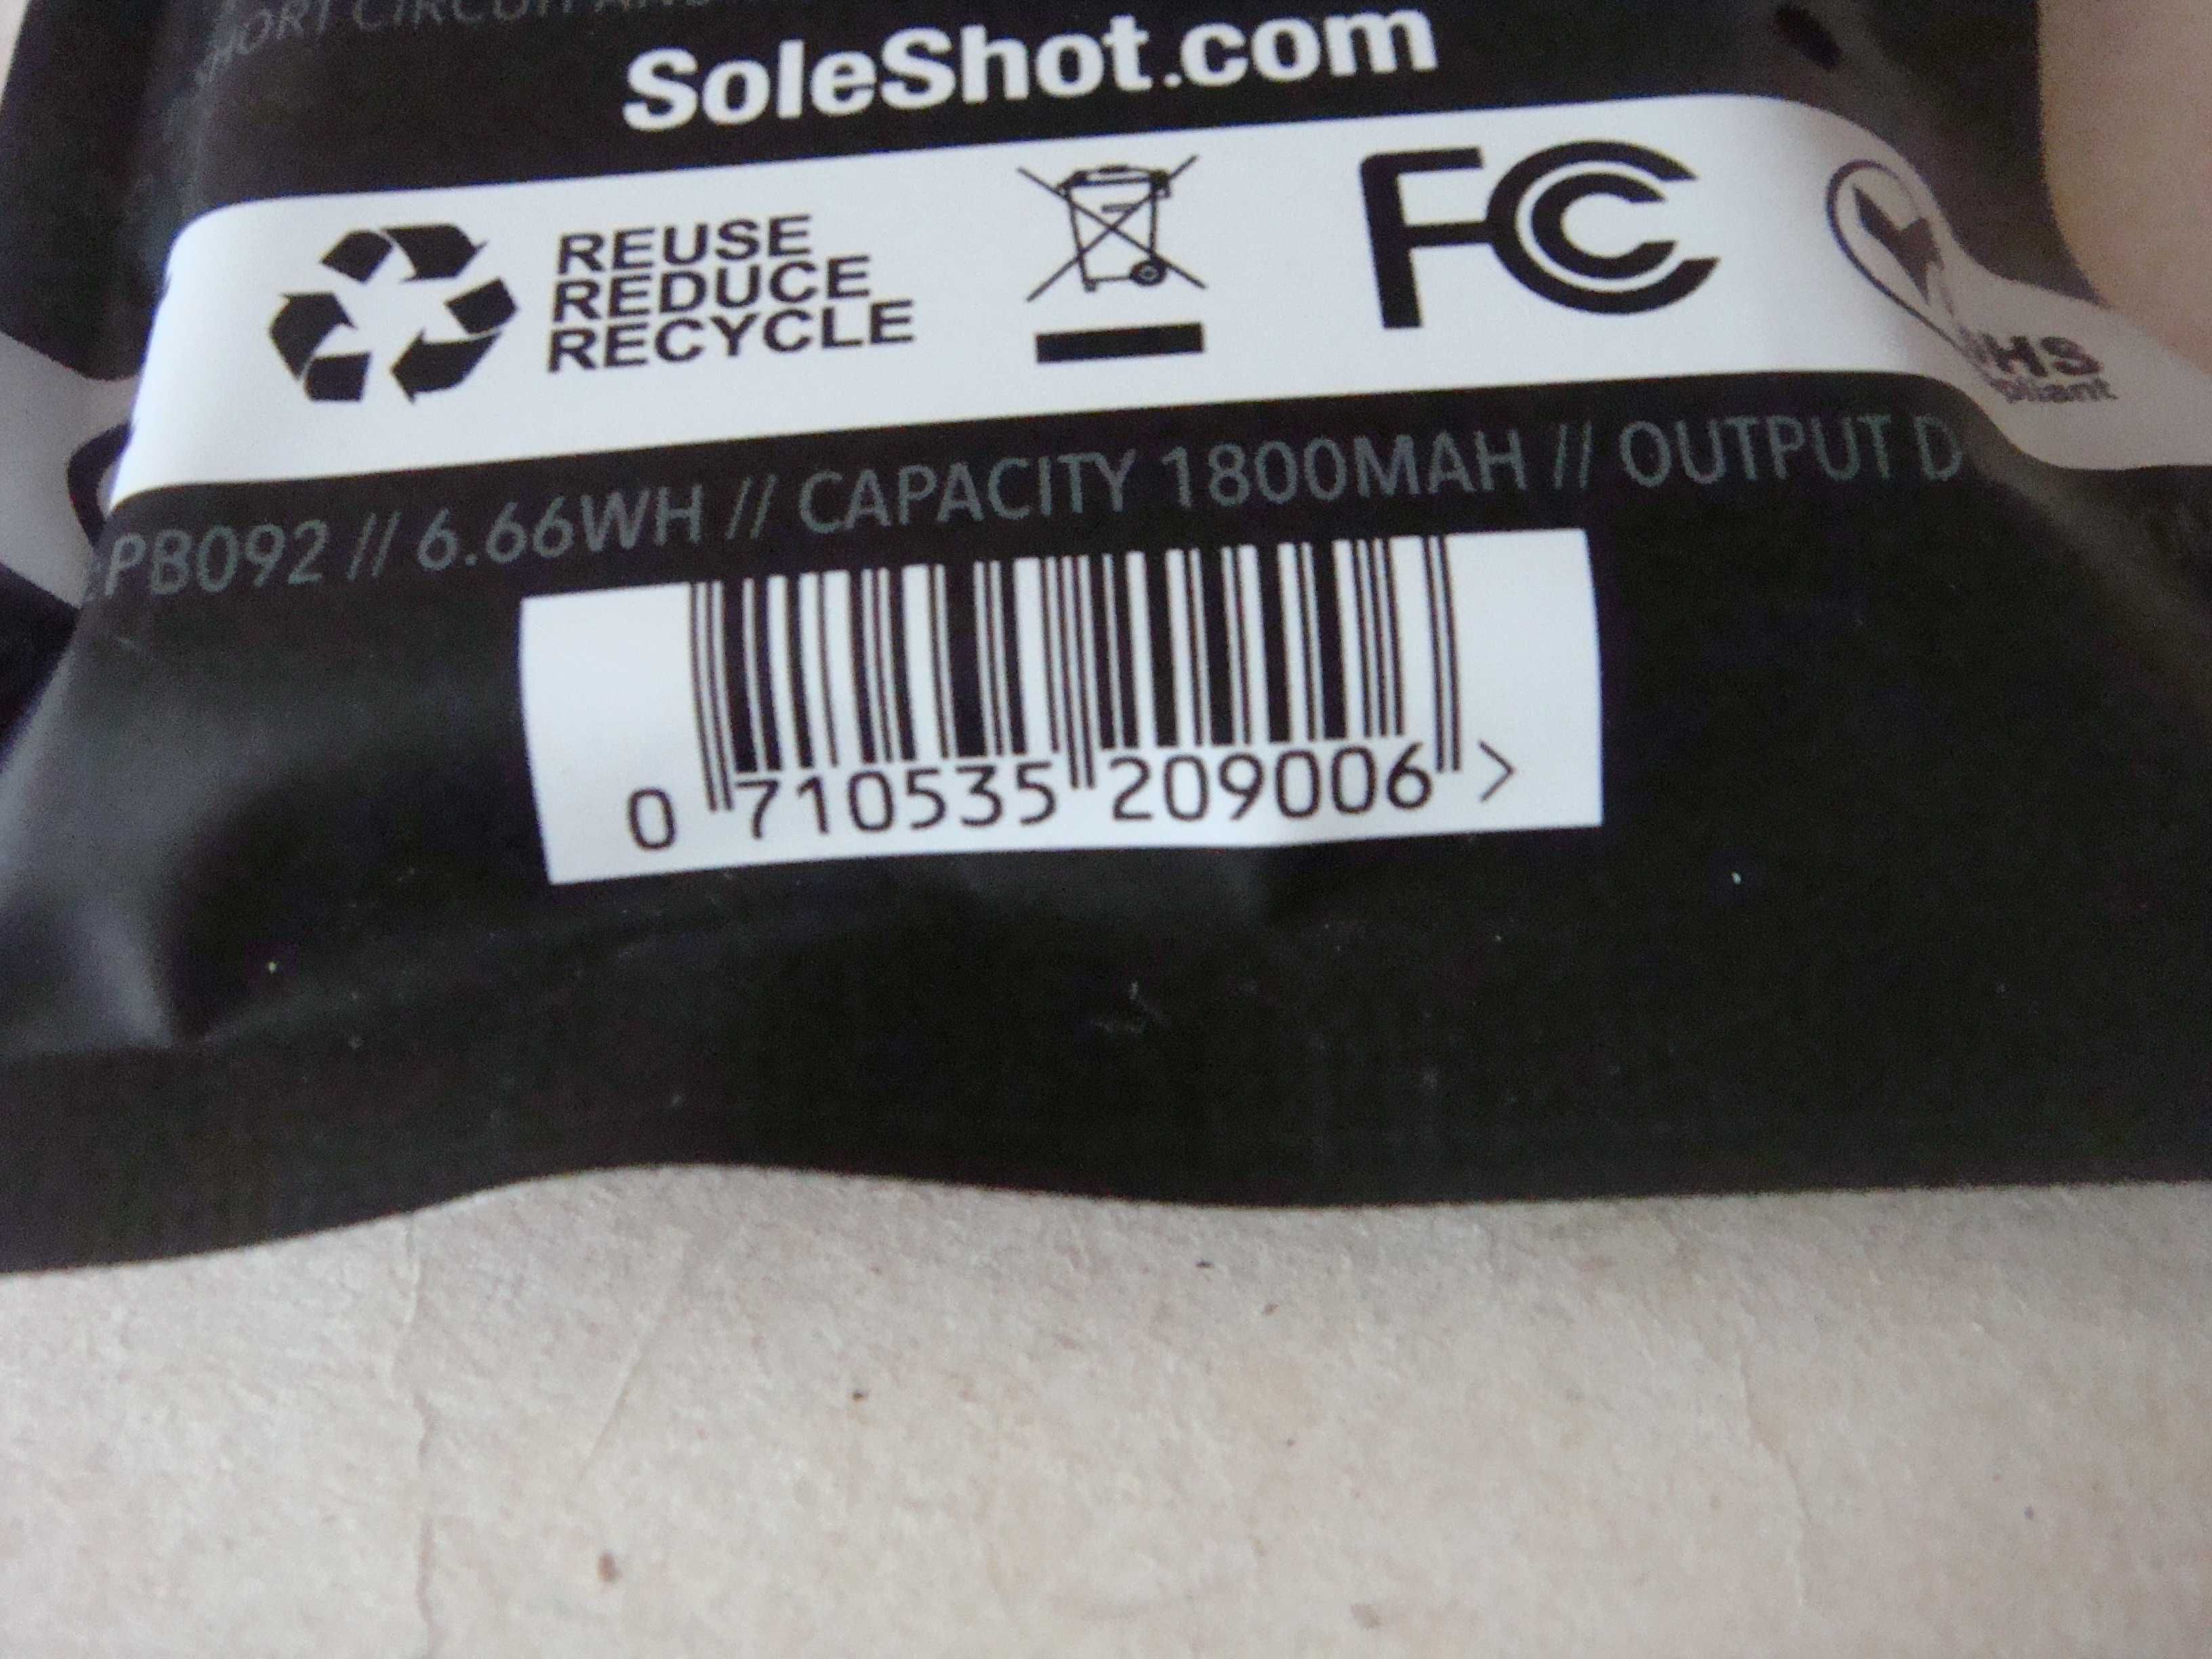 SoleShot.com
REUSE
REDUCE
RECYCLE
FC
PB092 // 6.66WH // CAPACITY 1800MAH // OUTPUT D
0 710535 209006 >